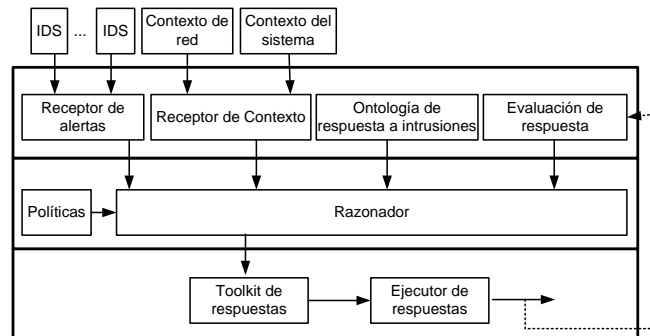 IDS ... IDS
Contexto de
red
Contexto del
sistema
Receptor de
alertas
Receptor de Contexto
Ontología de
respuesta a intrusiones
Evaluación de
respuesta
Políticas
Razonador
Toolkit de
respuestas
Ejecutor de
respuestas